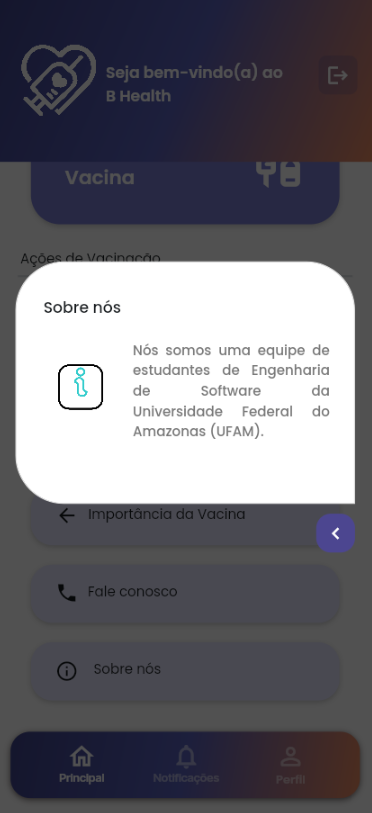 Seja bem-vindo(a) ao
B Health
Vacina
Ações de Vacinação
Sobre nós
Nós somos uma equipe de
estudantes de Engenharia
de Software da
Universidade Federal do
Amazonas (UFAM).
Importância da Vacina
Fale conosco
Sobre nós
Principal
Notificações
Perfil